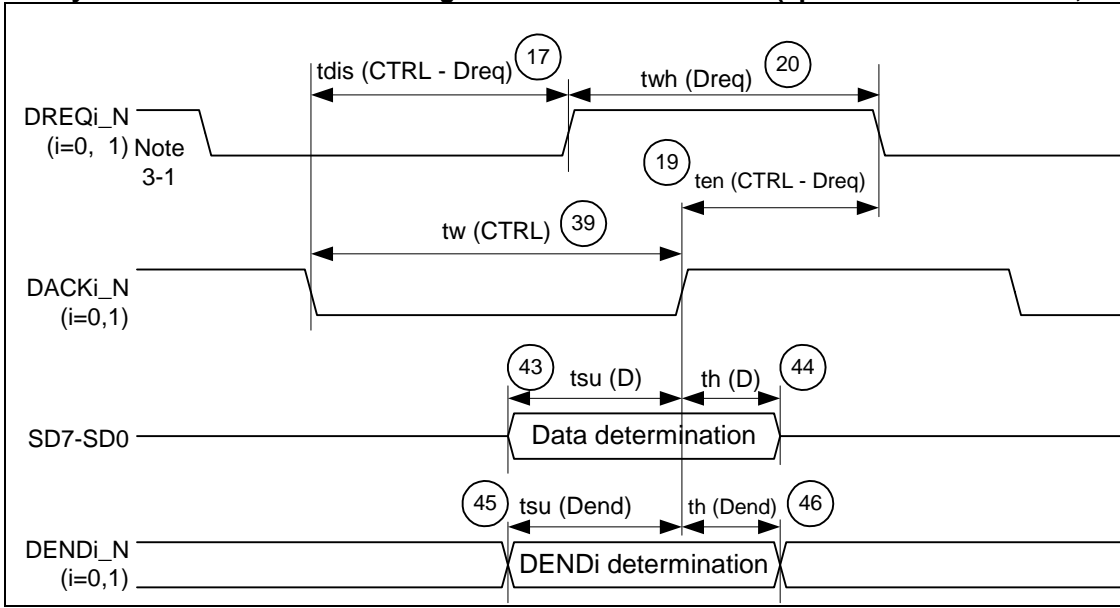 tdis (CTRL - Dreq) 17
twh (Dreq) 20
DREQi_N
(i=0, 1) Note
3-1
19
ten (CTRL - Dreq)
tw (CTRL) 39
DACKi_N
(i=0,1)
43 tsu (D) th (D) 44
SD7-SD0 Data determination
45 tsu (Dend) th (Dend) 46
DENDi_N
(i=0,1)
DENDi determination